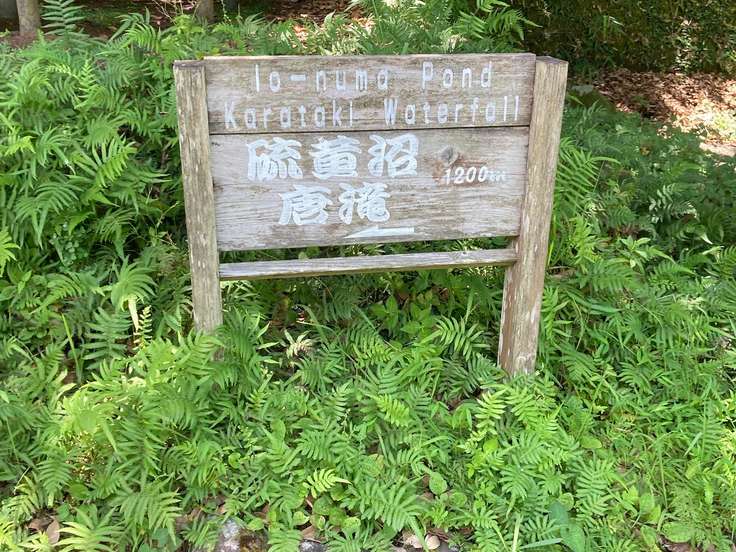 Io-numa Pond
Karataki Waterfall
硫黄沼 1200m
唐滝
←